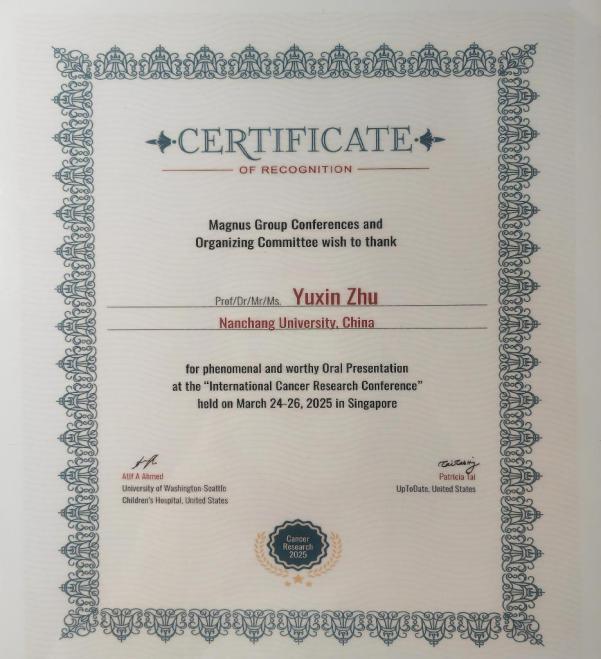 CERTIFICATE
OF RECOGNITION
Magnus Group Conferences and
Organizing Committee wish to thank
Prof/Dr/Mr/Ms. Yuxin Zhu
Nanchang University, China
for phenomenal and worthy Oral Presentation
at the “International Cancer Research Conference”
held on March 24-26, 2025 in Singapore
Atif A Ahmed
University of Washington-Seattle
Children's Hospital, United States
Patricia Tai
UpToDate, United States
Cancer
Research
2025